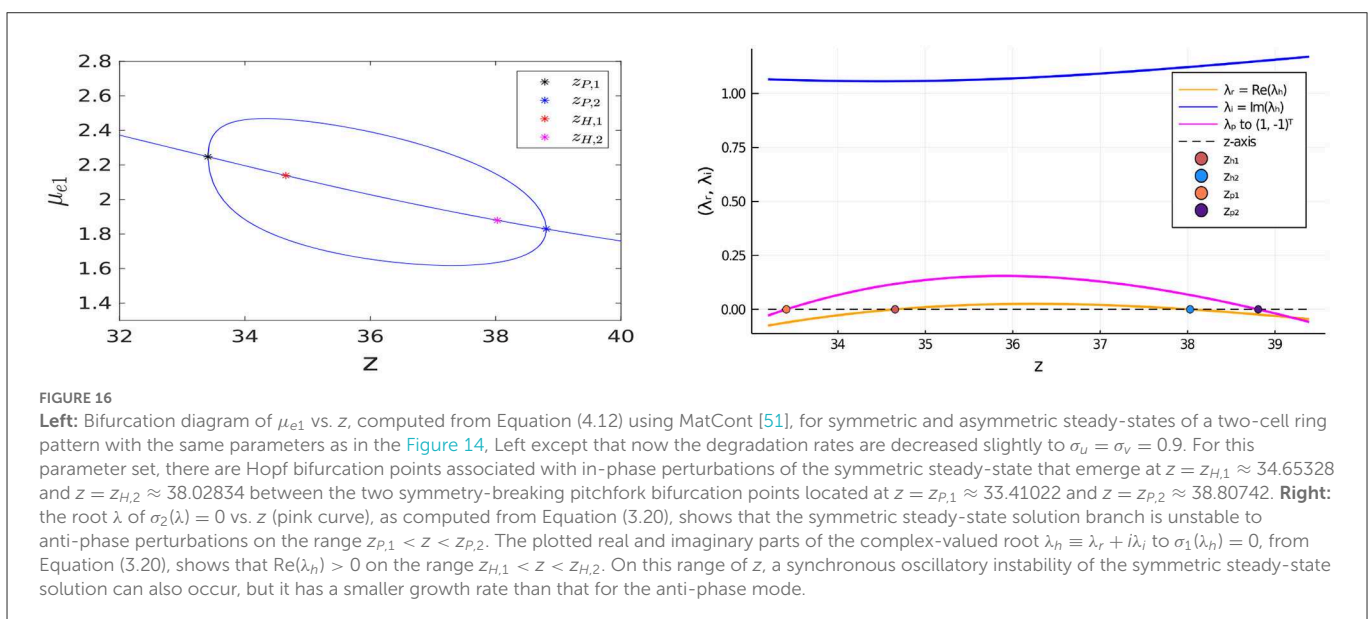 2.8
2.6
2.4
2.2
2
1.8
1.6
1.4
μe1
32
34
36
38
40
z
zP,1
zP,2
zH,1
zH,2
1.00
0.75
0.50
0.25
0.00
(λr, λi)
34
35
36
37
38
39
z
λr = Re(λh)
λi = Im(λh)
λp to (1, -1)ᵀ
z-axis
zh1
zh2
zp1
zp2
FIGURE 16
Left: Bifurcation diagram of μe1 vs. z, computed from Equation (4.12) using MatCont [51], for symmetric and asymmetric steady-states of a two-cell ring
pattern with the same parameters as in the Figure 14, Left except that now the degradation rates are decreased slightly to σu = σv = 0.9. For this
parameter set, there are Hopf bifurcation points associated with in-phase perturbations of the symmetric steady-state that emerge at z = zH,1 ≈ 34.65328
and z = zH,2 ≈ 38.02834 between the two symmetry-breaking pitchfork bifurcation points located at z = zP,1 ≈ 33.41022 and z = zP,2 ≈ 38.80742. Right:
the root λ of σ2(λ) = 0 vs. z (pink curve), as computed from Equation (3.20), shows that the symmetric steady-state solution branch is unstable to
anti-phase perturbations on the range zP,1 < z < zP,2. The plotted real and imaginary parts of the complex-valued root λh ≡ λr + iλi to σ1(λh) = 0, from
Equation (3.20), shows that Re(λh) > 0 on the range zH,1 < z < zH,2. On this range of z, a synchronous oscillatory instability of the symmetric steady-state
solution can also occur, but it has a smaller growth rate than that for the anti-phase mode.